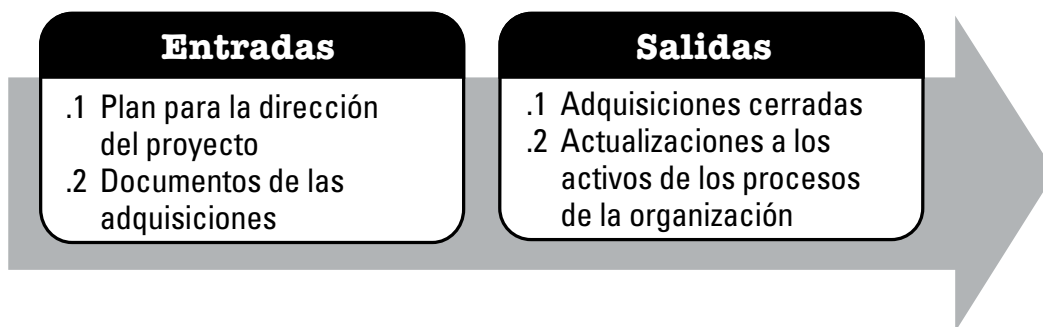 Entradas
.1 Plan para la dirección
del proyecto
.2 Documentos de las
adquisiciones
Salidas
.1 Adquisiciones cerradas
.2 Actualizaciones a los
activos de los procesos
de la organización